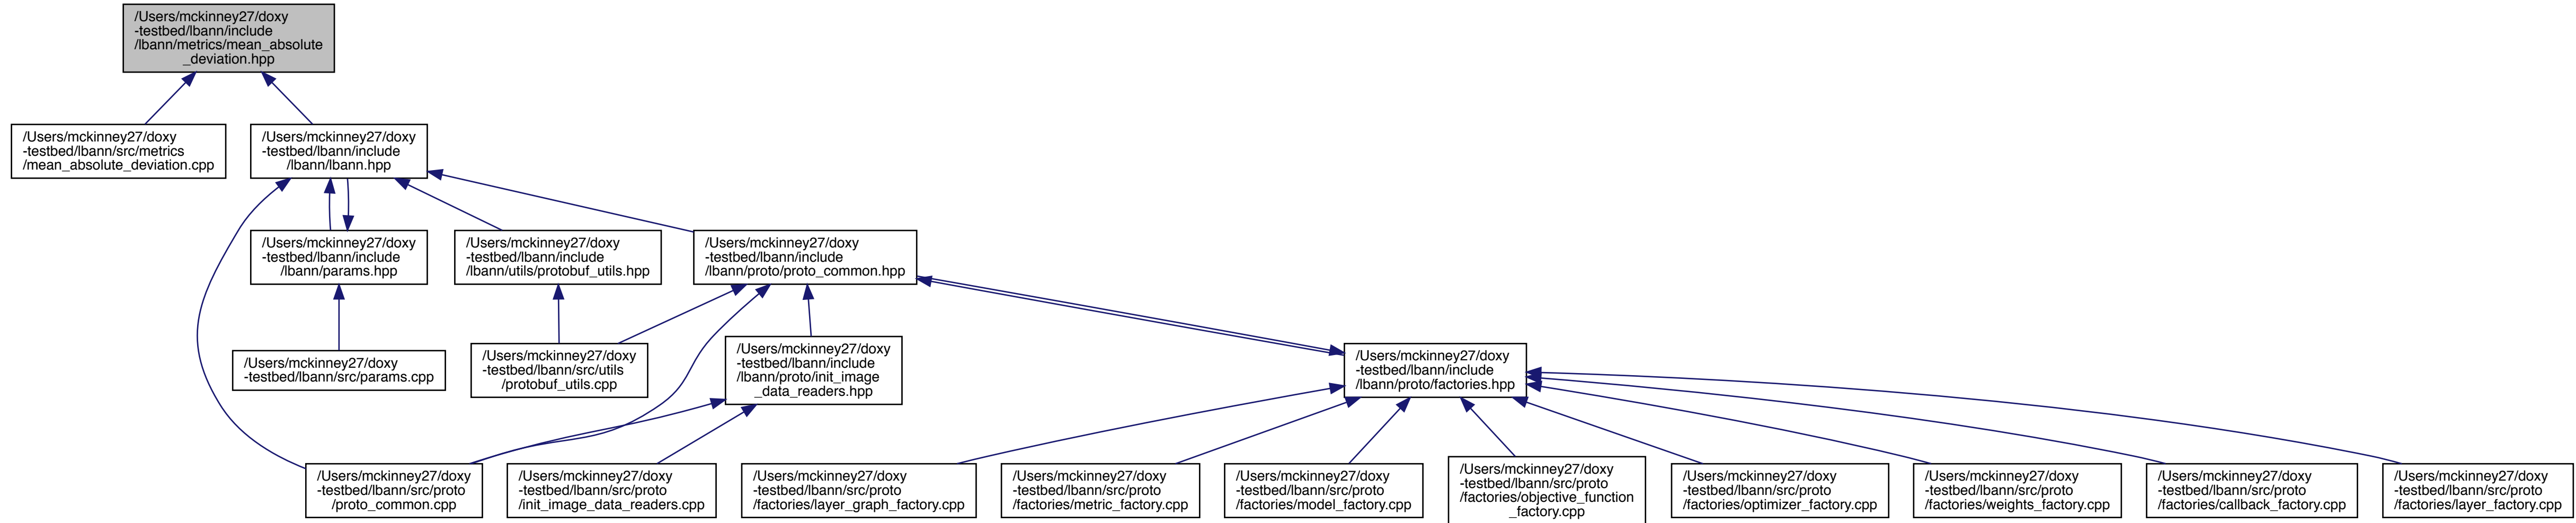 /Users/mckinney27/doxy
-testbed/lbann/include
/lbann/metrics/mean_absolute
_deviation.hpp
/Users/mckinney27/doxy
-testbed/lbann/src/metrics
/mean_absolute_deviation.cpp
/Users/mckinney27/doxy
-testbed/lbann/include
/lbann/lbann.hpp
/Users/mckinney27/doxy
-testbed/lbann/include
/lbann/params.hpp
/Users/mckinney27/doxy
-testbed/lbann/include
/lbann/utils/protobuf_utils.hpp
/Users/mckinney27/doxy
-testbed/lbann/include
/lbann/proto/proto_common.hpp
/Users/mckinney27/doxy
-testbed/lbann/src/params.cpp
/Users/mckinney27/doxy
-testbed/lbann/src/utils
/protobuf_utils.cpp
/Users/mckinney27/doxy
-testbed/lbann/include
/lbann/proto/init_image
_data_readers.hpp
/Users/mckinney27/doxy
-testbed/lbann/include
/lbann/proto/factories.hpp
/Users/mckinney27/doxy
-testbed/lbann/src/proto
/proto_common.cpp
/Users/mckinney27/doxy
-testbed/lbann/src/proto
/init_image_data_readers.cpp
/Users/mckinney27/doxy
-testbed/lbann/src/proto
/factories/layer_graph_factory.cpp
/Users/mckinney27/doxy
-testbed/lbann/src/proto
/factories/metric_factory.cpp
/Users/mckinney27/doxy
-testbed/lbann/src/proto
/factories/model_factory.cpp
/Users/mckinney27/doxy
-testbed/lbann/src/proto
/factories/objective_function
_factory.cpp
/Users/mckinney27/doxy
-testbed/lbann/src/proto
/factories/optimizer_factory.cpp
/Users/mckinney27/doxy
-testbed/lbann/src/proto
/factories/weights_factory.cpp
/Users/mckinney27/doxy
-testbed/lbann/src/proto
/factories/callback_factory.cpp
/Users/mckinney27/doxy
-testbed/lbann/src/proto
/factories/layer_factory.cpp